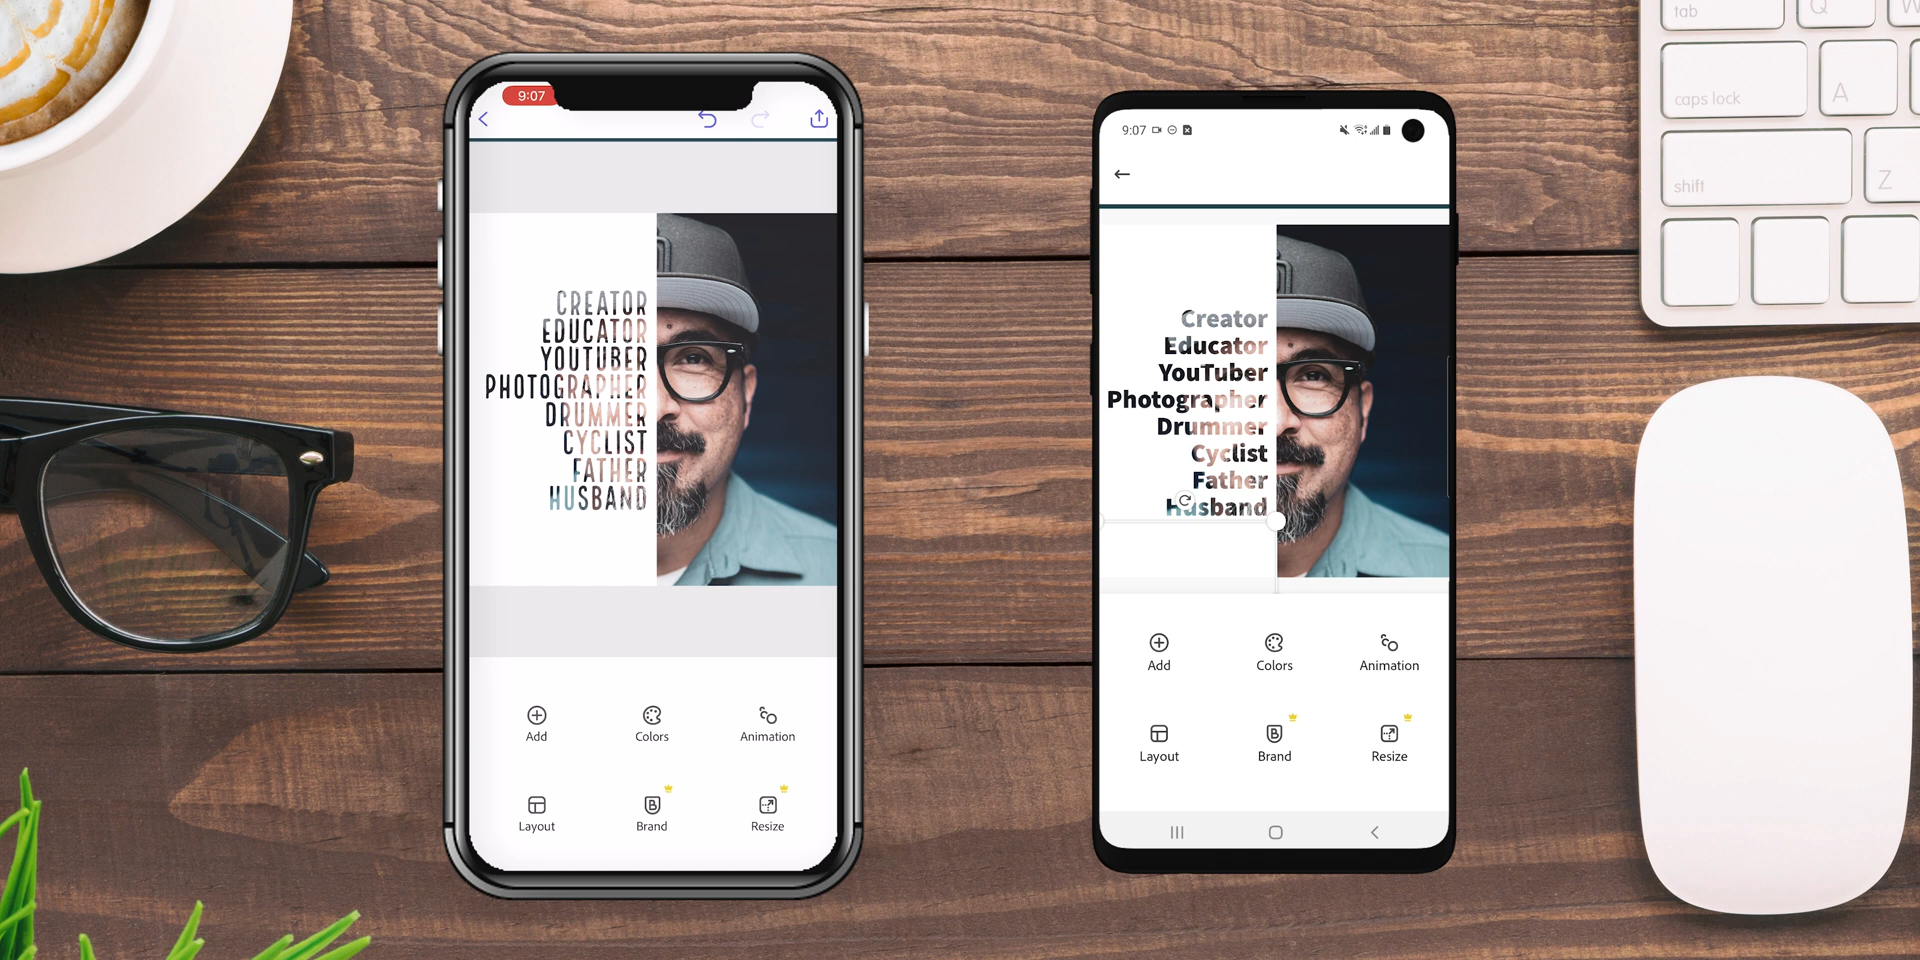 9:07
CREATOR
EDUCATOR
YOUTUBER
PHOTOGRAPHER
DRUMMER
CYCLIST
FATHER
HUSBAND
Add
Colors
Animation
Layout
B
Brand
Resize
9:07
Creator
Educator
YouTuber
Photographer
Drummer
Cyclist
Father
Husband
Add
Colors
Animation
Layout
B
Brand
Resize
tab
Q
W
caps lock
A
shift
Z